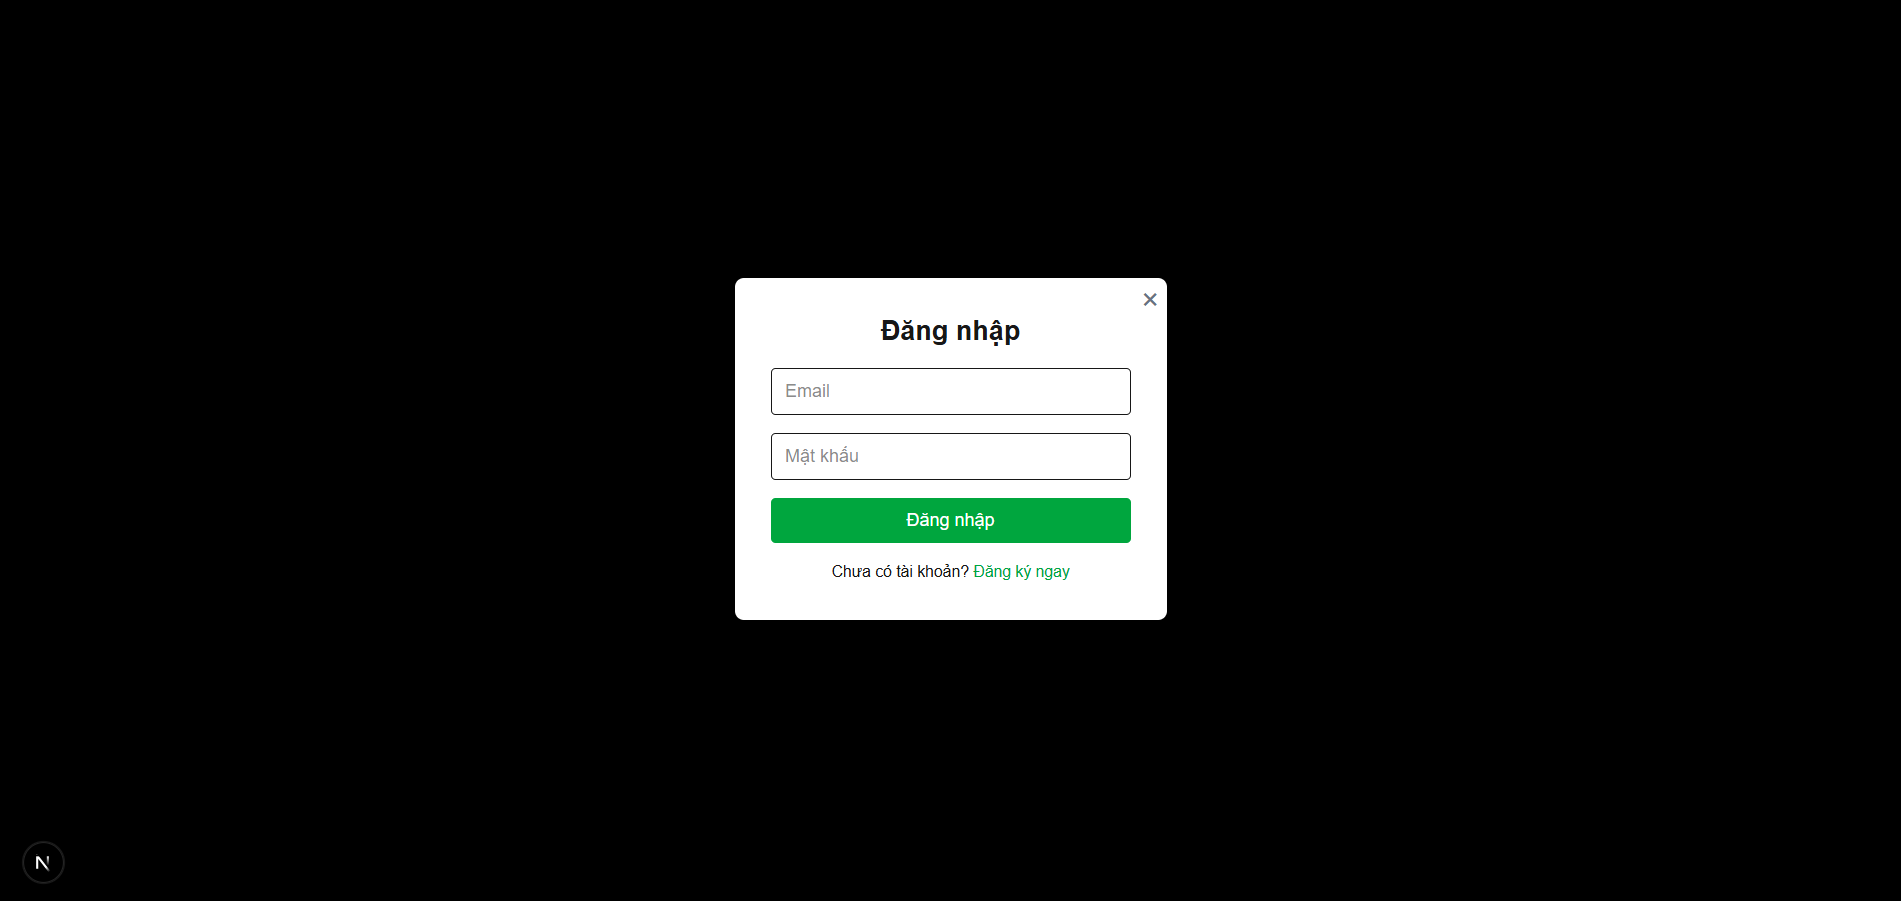 Đăng nhập
Email
Mật khẩu
Đăng nhập
Chưa có tài khoản? Đăng ký ngay
N